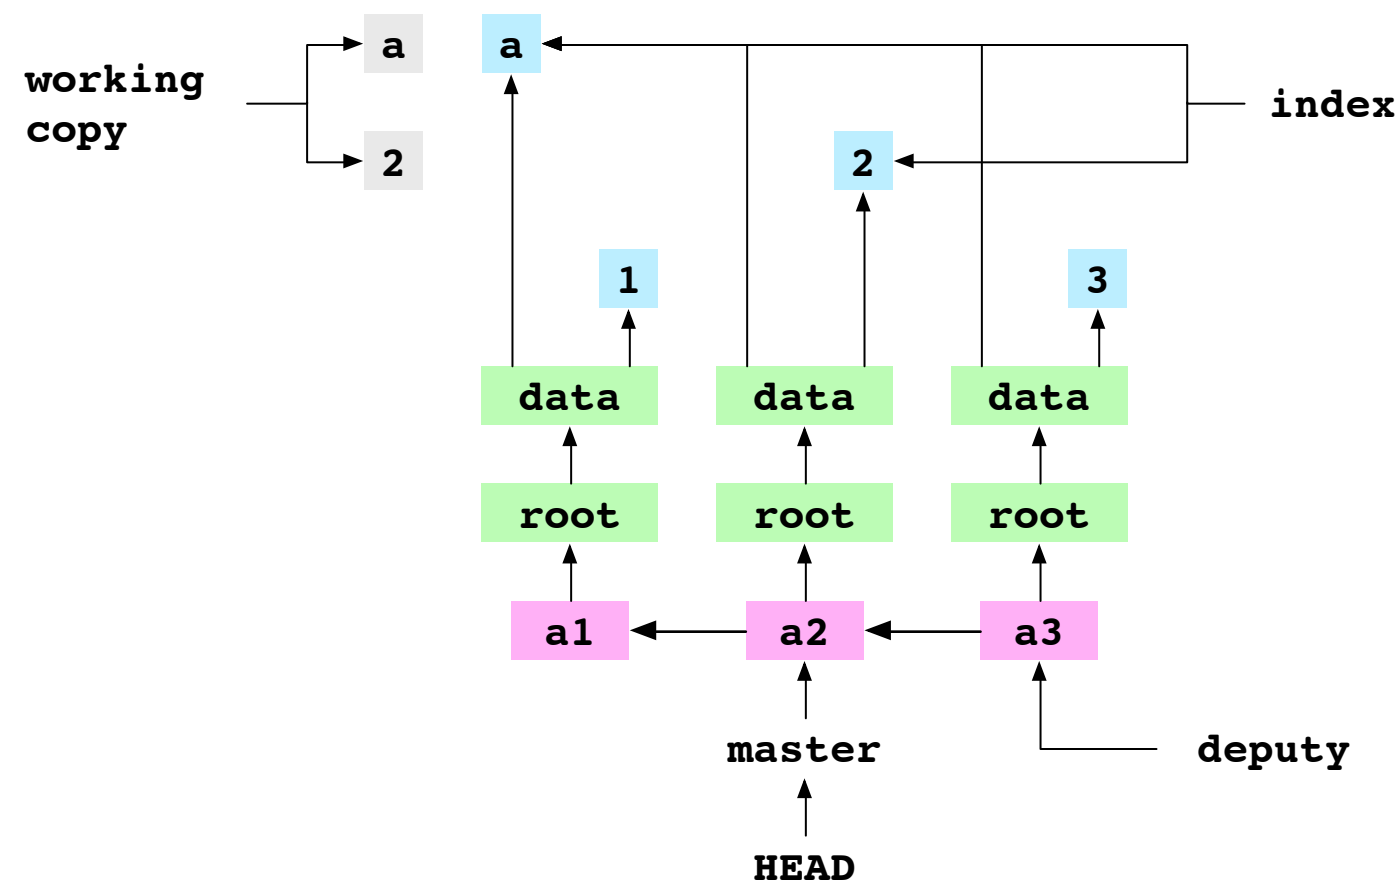 a
a
working
copy
index
2
2
1
3
data
data
data
root
root
root
a1
a2
a3
master
deputy
HEAD